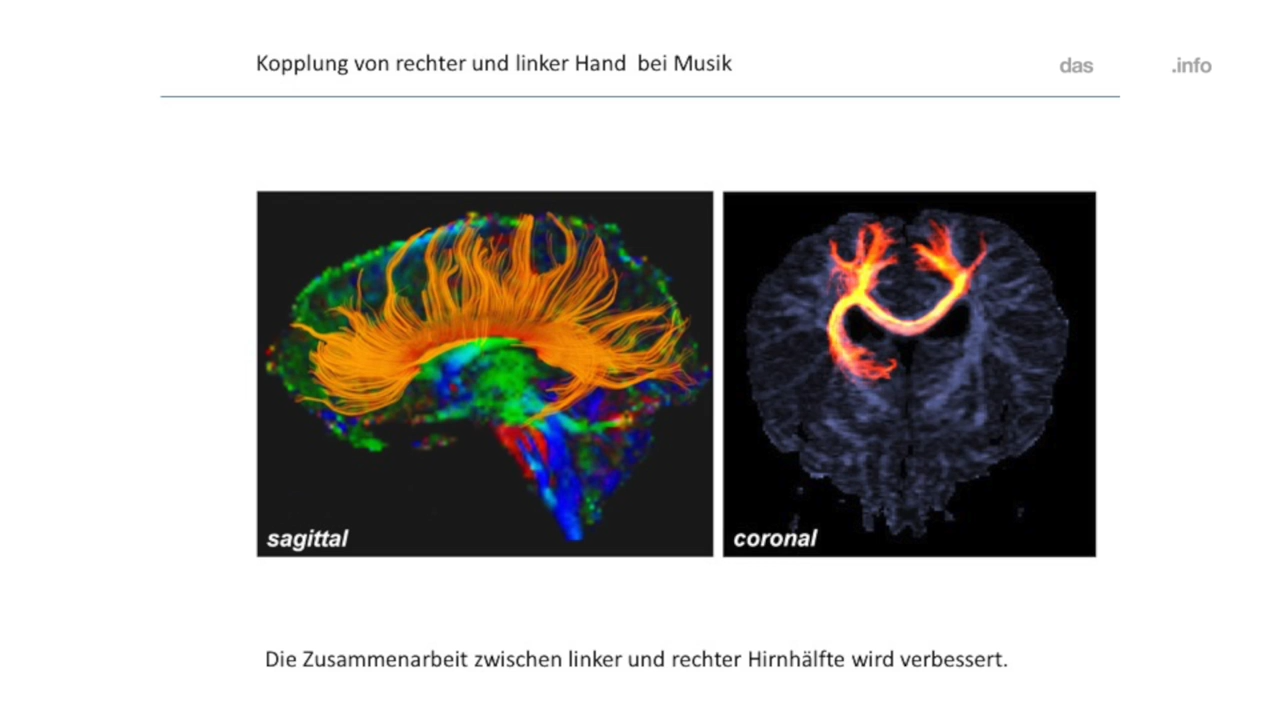 Kopplung von rechter und linker Hand bei Musik
das .info
sagittal
coronal
Die Zusammenarbeit zwischen linker und rechter Hirnhälfte wird verbessert.